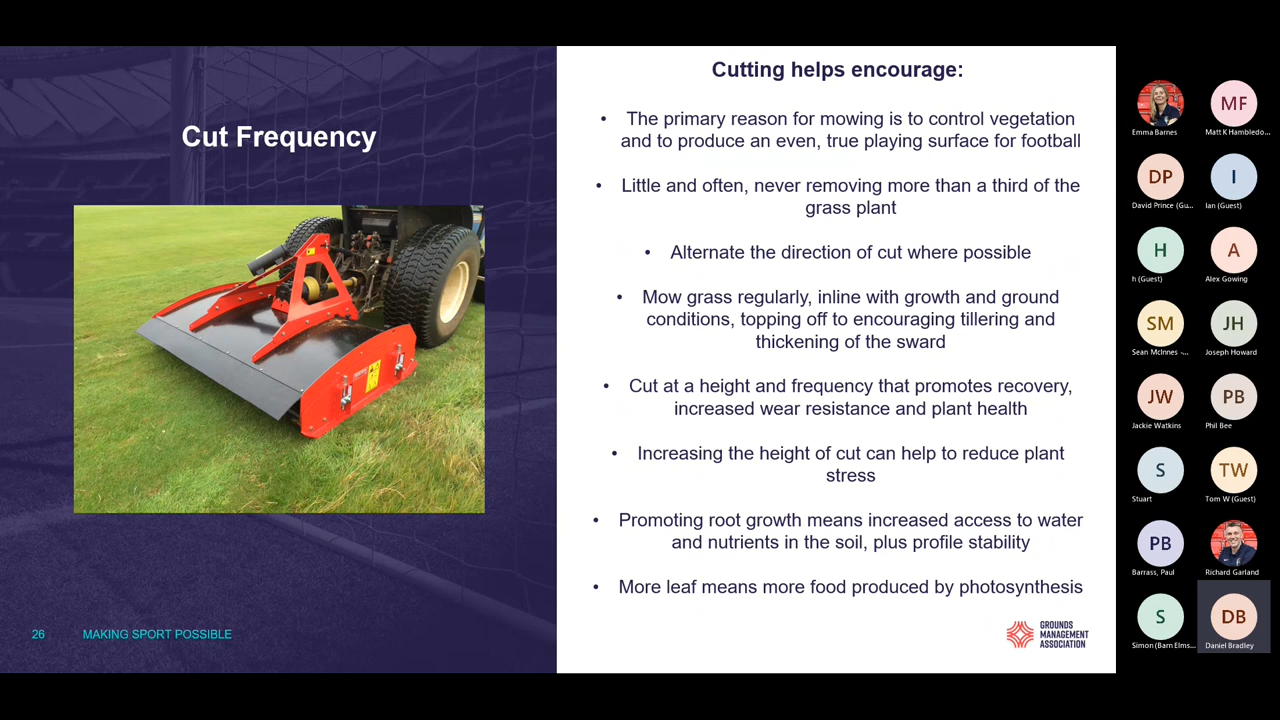 Cut Frequency
26
MAKING SPORT POSSIBLE
Cutting helps encourage:
• The primary reason for mowing is to control vegetation
and to produce an even, true playing surface for football
• Little and often, never removing more than a third of the
grass plant
• Alternate the direction of cut where possible
• Mow grass regularly, inline with growth and ground
conditions, topping off to encouraging tillering and
thickening of the sward
• Cut at a height and frequency that promotes recovery,
increased wear resistance and plant health
• Increasing the height of cut can help to reduce plant
stress
• Promoting root growth means increased access to water
and nutrients in the soil, plus profile stability
• More leaf means more food produced by photosynthesis
GROUNDS
MANAGEMENT
ASSOCIATION
Emma Barnes
MF
Matt K Hambledo...
DP
David Prince (Gu...
I
Ian (Guest)
H
h (Guest)
A
Alex Gowing
SM
Sean McInnes -...
JH
Joseph Howard
JW
Jackie Watkins
PB
Phil Bee
S
Stuart
TW
Tom W (Guest)
PB
Barrass, Paul
Richard Garland
S
Simon (Barn Elms...
DB
Daniel Bradley